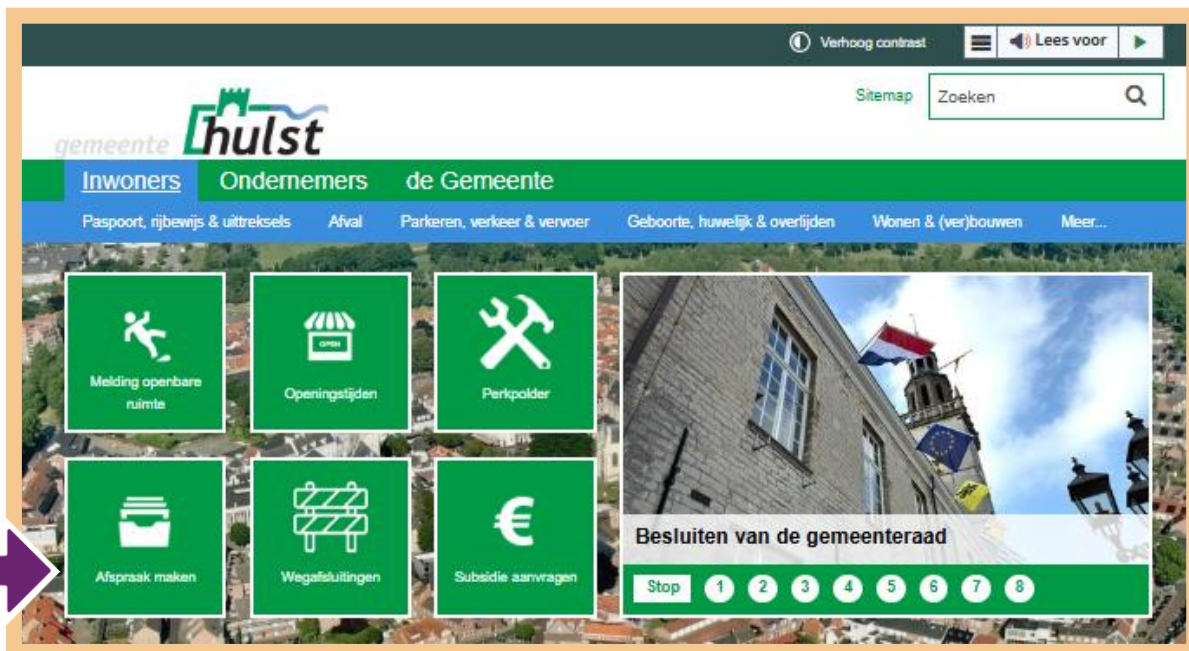 Verhoog contrast
Lees voor
gemeente hulst
Sitemap
Zoeken
Inwoners Ondernemers de Gemeente
Paspoort, rijbewijs & uittreksels Afval Parkeren, verkeer & vervoer Geboorte, huwelijk & overlijden Wonen & (ver)bouwen Meer...
Melding openbare
ruimte
OPEN
Openingstijden
Perkpolder
Afspraak maken
Wegafsluitingen
€
Subsidie aanvragen
Besluiten van de gemeenteraad
Stop 1 2 3 4 5 6 7 8